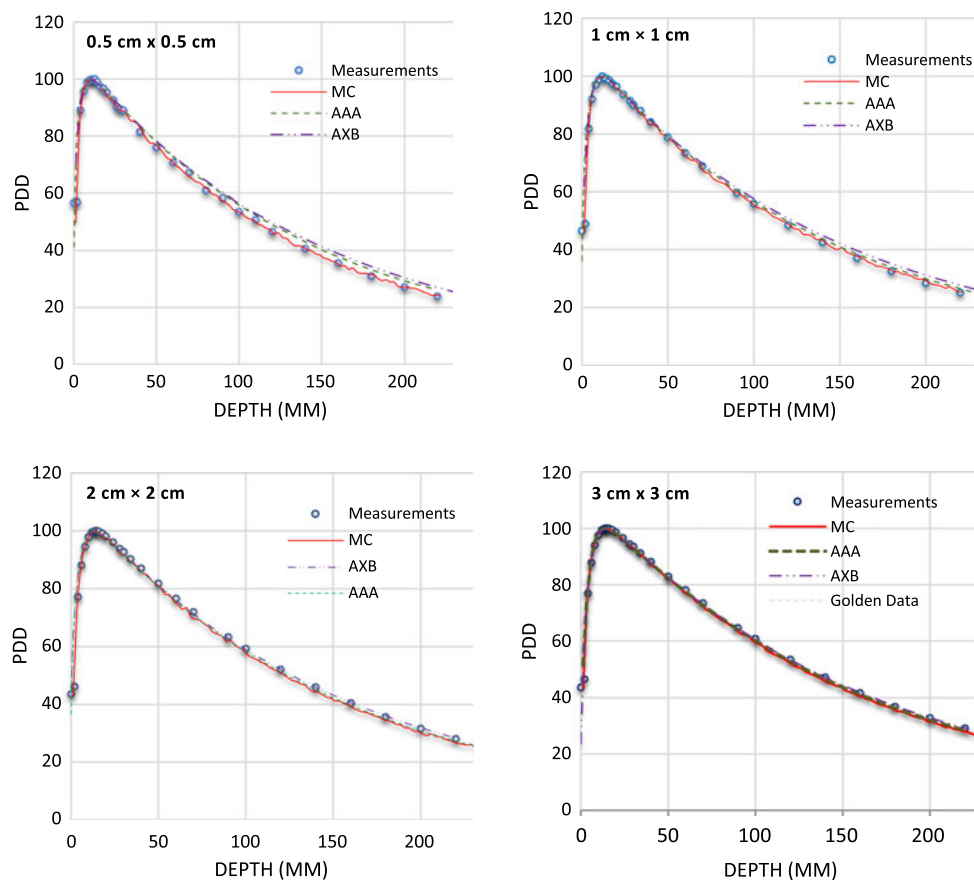 120
100
80
60
40
20
0
PDD
0.5 cm x 0.5 cm
Measurements
MC
AAA
AXB
0 50 100 150 200
DEPTH (MM)
120
100
80
60
40
20
0
PDD
1 cm × 1 cm
Measurements
MC
AAA
AXB
0 50 100 150 200
DEPTH (MM)
120
100
80
60
40
20
0
PDD
2 cm × 2 cm
Measurements
MC
AXB
AAA
0 50 100 150 200
DEPTH (MM)
120
100
80
60
40
20
0
PDD
3 cm x 3 cm
Measurements
MC
AAA
AXB
Golden Data
0 50 100 150 200
DEPTH (MM)